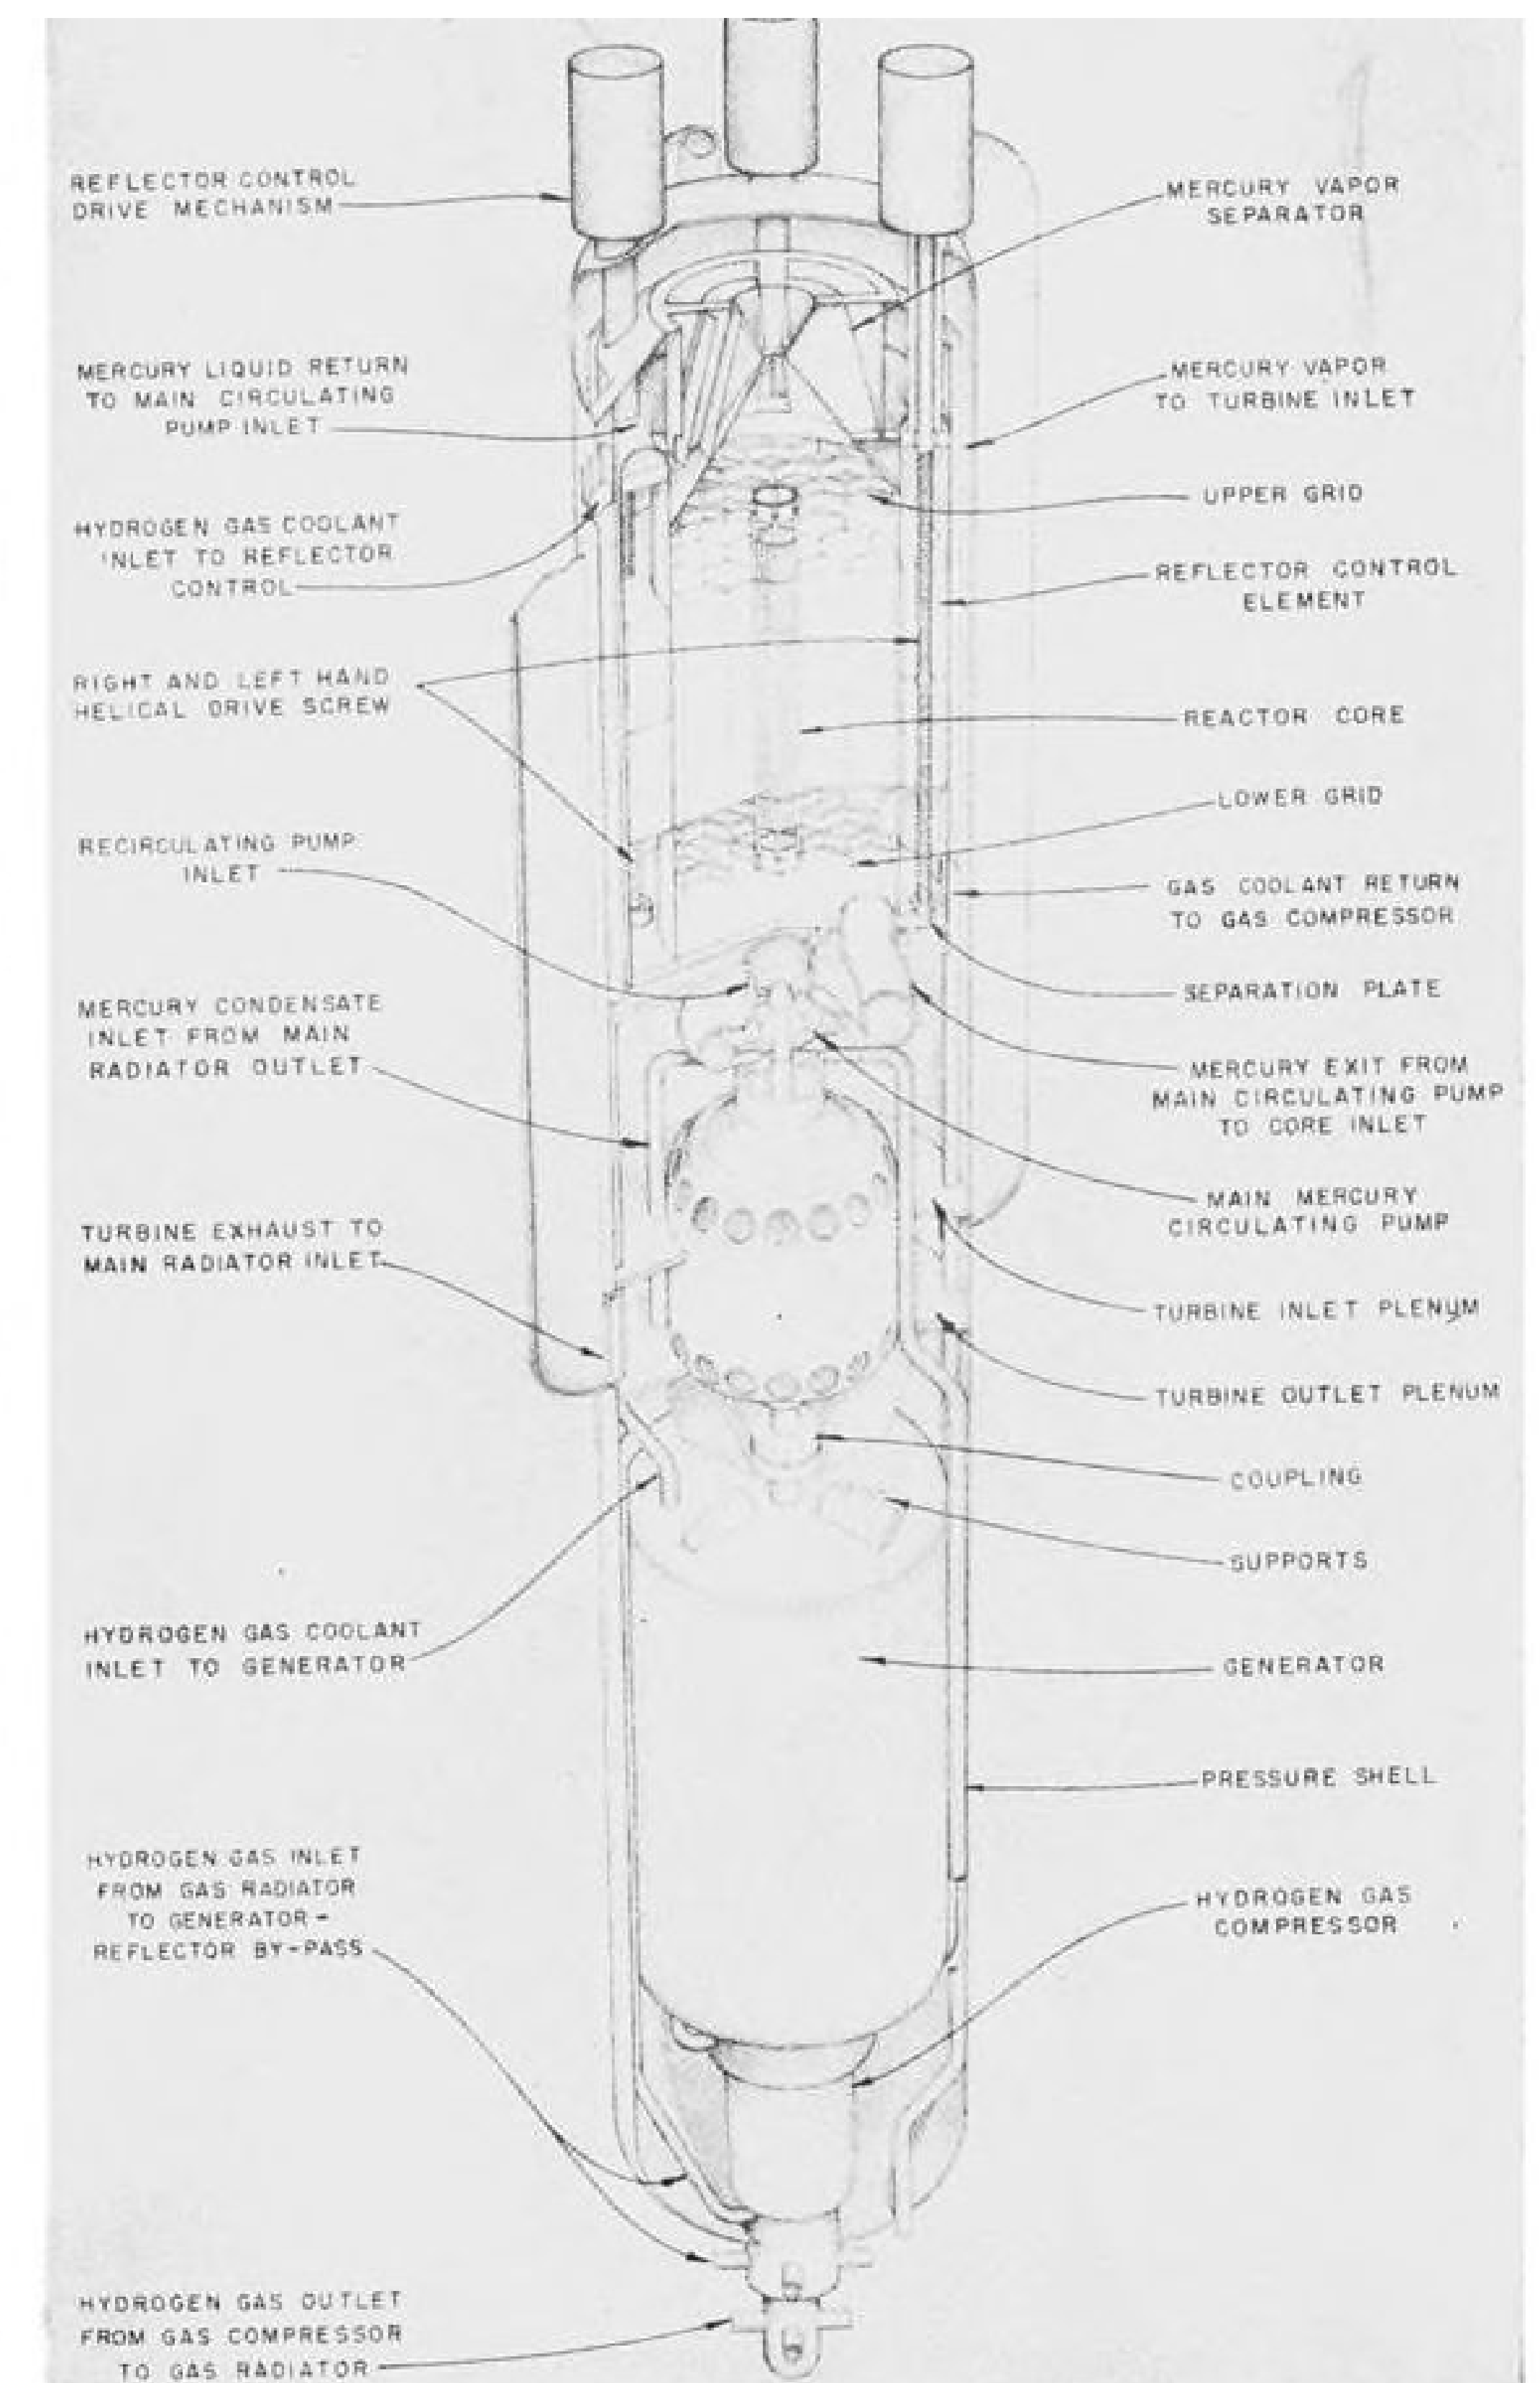 REFLECTOR CONTROL
DRIVE MECHANISM
MERCURY LIQUID RETURN
TO MAIN CIRCULATING
PUMP INLET
HYDROGEN GAS COOLANT
INLET TO REFLECTOR
CONTROL
RIGHT AND LEFT HAND
HELICAL DRIVE SCREW
RECIRCULATING PUMP
INLET
MERCURY CONDENSATE
INLET FROM MAIN
RADIATOR OUTLET
TURBINE EXHAUST TO
MAIN RADIATOR INLET
HYDROGEN GAS COOLANT
INLET TO GENERATOR
HYDROGEN GAS INLET
FROM GAS RADIATOR
TO GENERATOR-
REFLECTOR BY-PASS
HYDROGEN GAS OUTLET
FROM GAS COMPRESSOR
TO GAS RADIATOR
MERCURY VAPOR
SEPARATOR
MERCURY VAPOR
TO TURBINE INLET
UPPER GRID
REFLECTOR CONTROL
ELEMENT
REACTOR CORE
LOWER GRID
GAS COOLANT RETURN
TO GAS COMPRESSOR
SEPARATION PLATE
MERCURY EXIT FROM
MAIN CIRCULATING PUMP
TO CORE INLET
MAIN MERCURY
CIRCULATING PUMP
TURBINE INLET PLENUM
TURBINE OUTLET PLENUM
COUPLING
SUPPORTS
GENERATOR
PRESSURE SHELL
HYDROGEN GAS
COMPRESSOR